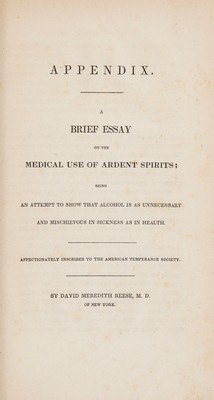 APPENDIX.
A
BRIEF ESSAY
ON THE
MEDICAL USE OF ARDENT SPIRITS;
BEING
AN ATTEMPT TO SHOW THAT ALCOHOL IS AS UNNECESSARY
AND MISCHIEVOUS IN SICKNESS AS IN HEALTH.
AFFECTIONATELY INSCRIBED TO THE AMERICAN TEMPERANCE SOCIETY.
BY DAVID MEREDITH REESE, M. D.
OF NEW YORK.